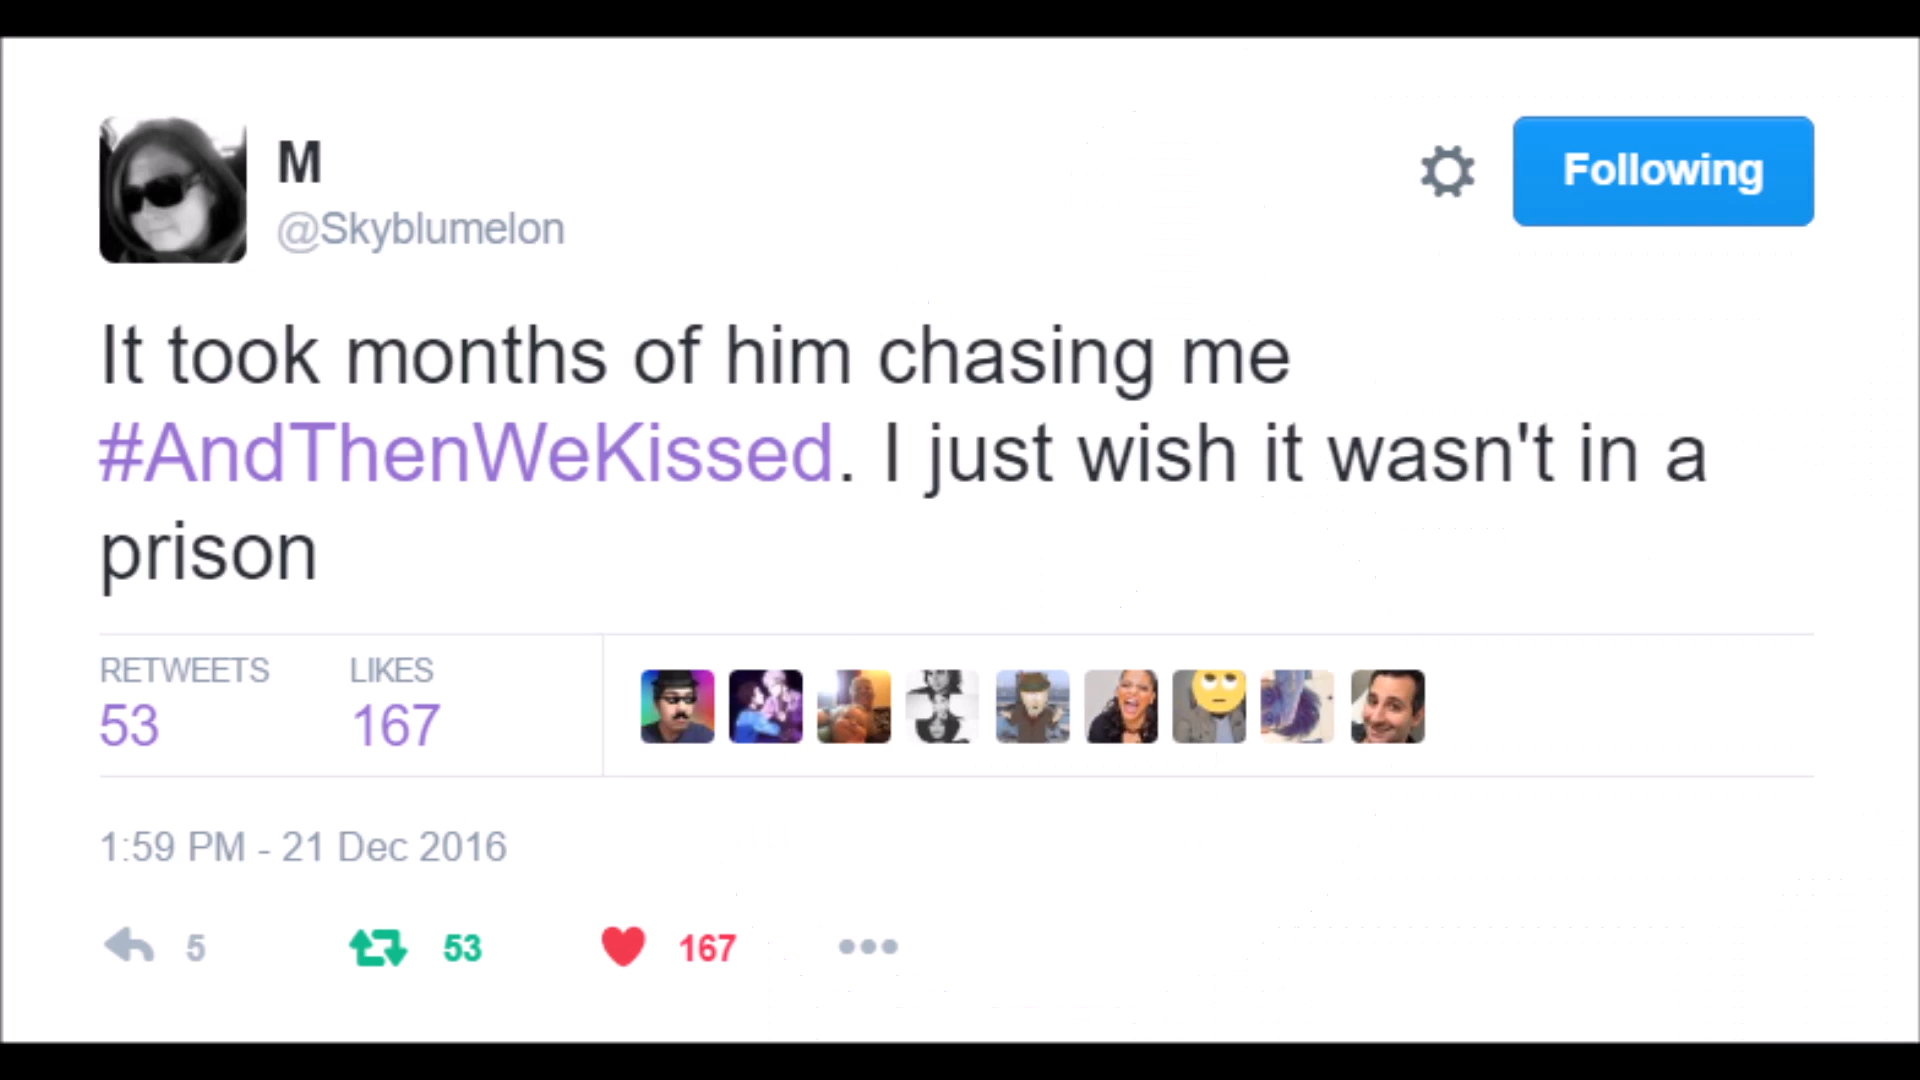 M
@Skyblumelon
Following
It took months of him chasing me
#AndThenWeKissed. I just wish it wasn't in a
prison
RETWEETS LIKES
53 167
1:59 PM - 21 Dec 2016
5 53 167